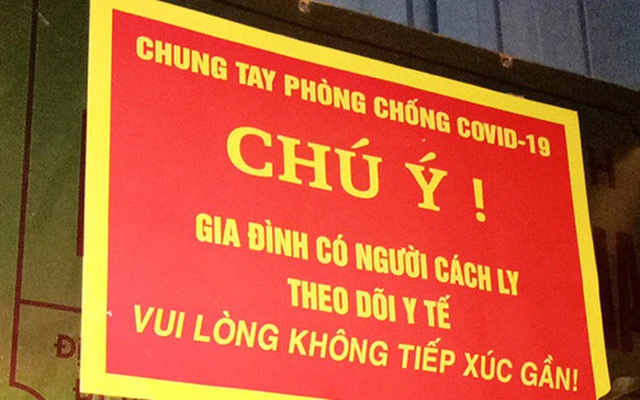 CHUNG TAY PHÒNG CHỐNG COVID-19
CHÚ Ý !
GIA ĐÌNH CÓ NGƯỜI CÁCH LY
THEO DÕI Y TẾ
VUI LÒNG KHÔNG TIẾP XÚC GẦN!